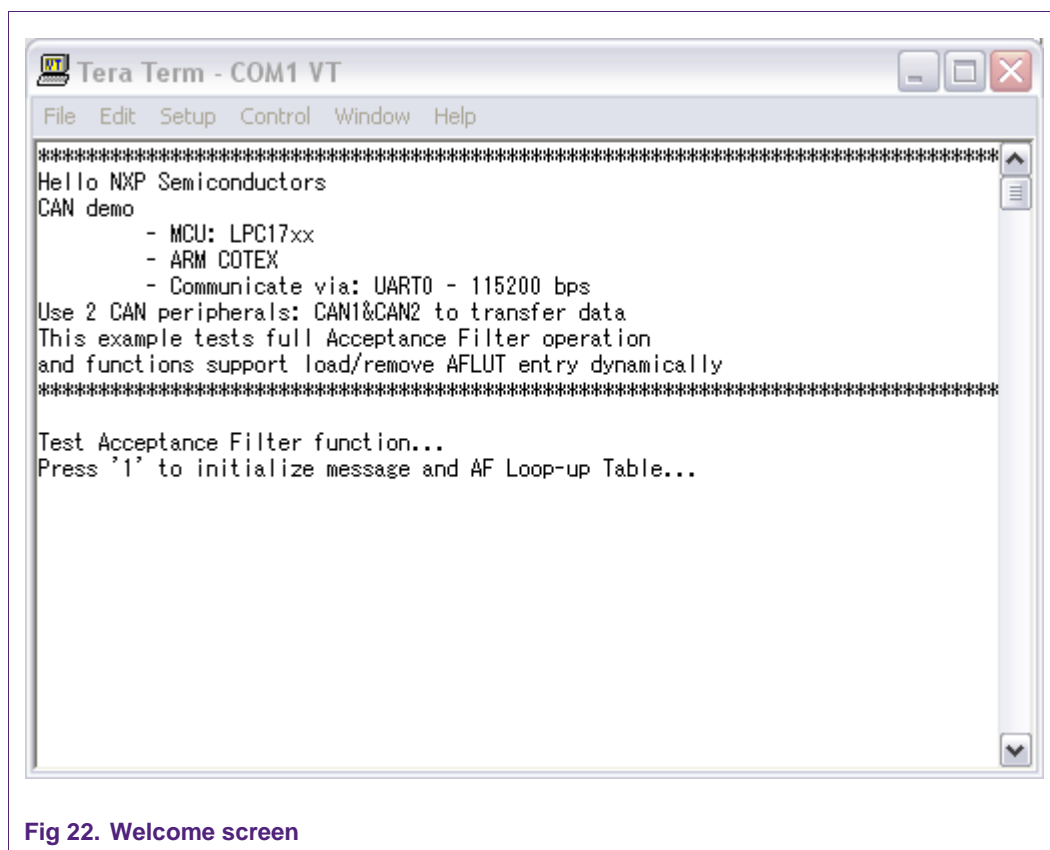 Tera Term - COM1 VT
File Edit Setup Control Window Help
********************************************************************************
Hello NXP Semiconductors
CAN demo
- MCU: LPC17xx
- ARM COTEX
- Communicate via: UART0 - 115200 bps
Use 2 CAN peripherals: CAN1&CAN2 to transfer data
This example tests full Acceptance Filter operation
and functions support load/remove AFLUT entry dynamically
********************************************************************************
Test Acceptance Filter function...
Press '1' to initialize message and AF Loop-up Table...
Fig 22. Welcome screen